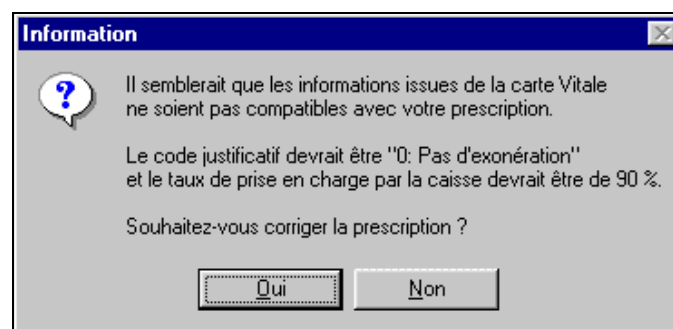 Information
Il semblerait que les informations issues de la carte Vitale
ne soient pas compatibles avec votre prescription.
Le code justificatif devrait être "0: Pas d'exonération"
et le taux de prise en charge par la caisse devrait être de 90 %.
Souhaitez-vous corriger la prescription ?
Oui
Non